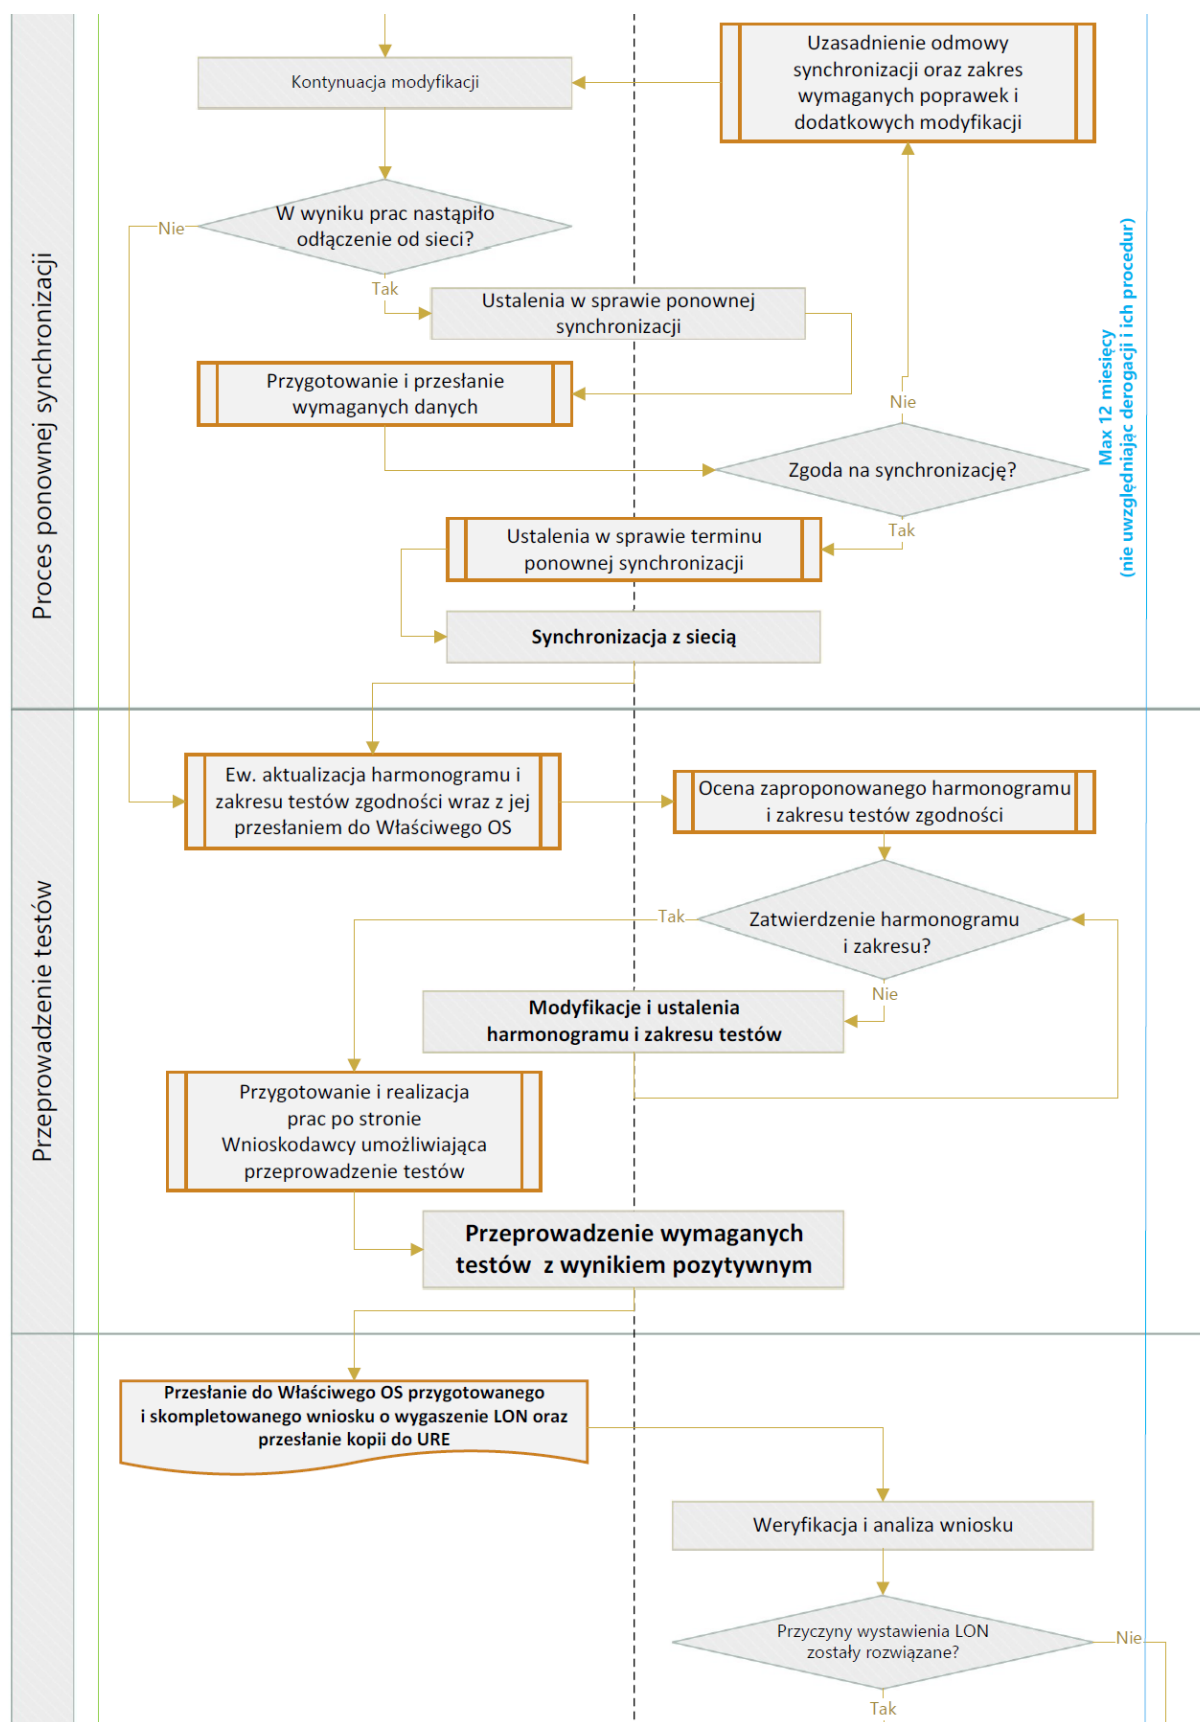 Proces ponownej synchronizacji
Kontynuacja modyfikacji
Uzasadnienie odmowy
synchronizacji oraz zakres
wymaganych poprawek i
dodatkowych modyfikacji
W wyniku prac nastąpiło
odłączenie od sieci?
Nie
Tak
Ustalenia w sprawie ponownej
synchronizacji
Max 12 miesięcy
(nie uwzględniając derogacji i ich procedur)
Przygotowanie i przesłanie
wymaganych danych
Nie
Zgoda na synchronizację?
Tak
Ustalenia w sprawie terminu
ponownej synchronizacji
Synchronizacja z siecią
Przeprowadzenie testów
Ew. aktualizacja harmonogramu i
zakresu testów zgodności wraz z jej
przesłaniem do Właściwego OS
Ocena zaproponowanego harmonogramu
i zakresu testów zgodności
Tak
Zatwierdzenie harmonogramu
i zakresu?
Nie
Modyfikacje i ustalenia
harmonogramu i zakresu testów
Przygotowanie i realizacja
prac po stronie
Wnioskodawcy umożliwiająca
przeprowadzenie testów
Przeprowadzenie wymaganych
testów z wynikiem pozytywnym
Przesłanie do Właściwego OS przygotowanego
i skompletowanego wniosku o wygaszenie LON oraz
przesłanie kopii do URE
Weryfikacja i analiza wniosku
Przyczyny wystawienia LON
zostały rozwiązane?
Nie
Tak